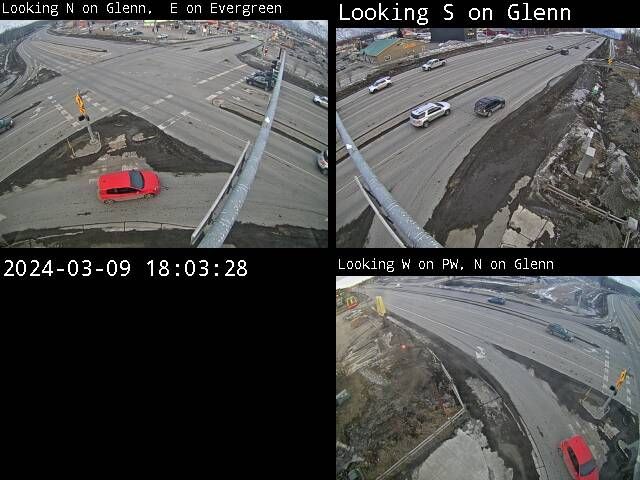 Looking N on Glenn,  E on Evergreen
Looking S on Glenn
2024-03-09 18:03:28
Looking W on PW, N on Glenn